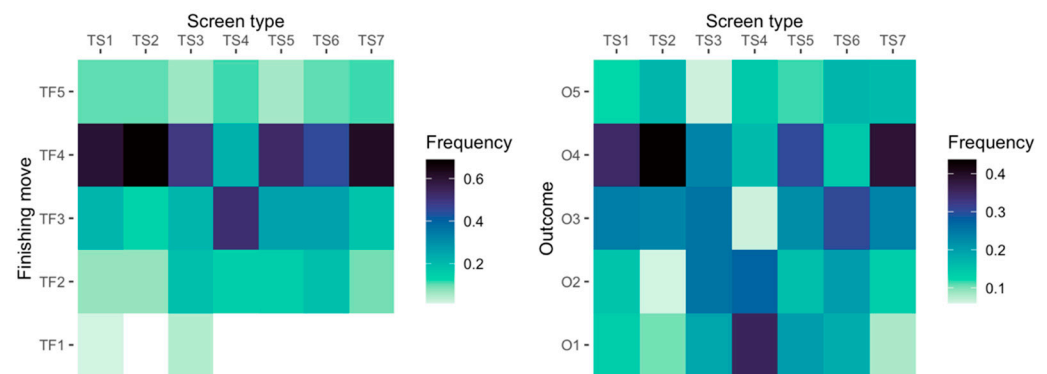 Screen type
TS1 TS2 TS3 TS4 TS5 TS6 TS7
Finishing move
TF5
TF4
TF3
TF2
TF1
Frequency
0.6
0.4
0.2
Screen type
TS1 TS2 TS3 TS4 TS5 TS6 TS7
Outcome
O5
O4
O3
O2
O1
Frequency
0.4
0.3
0.2
0.1